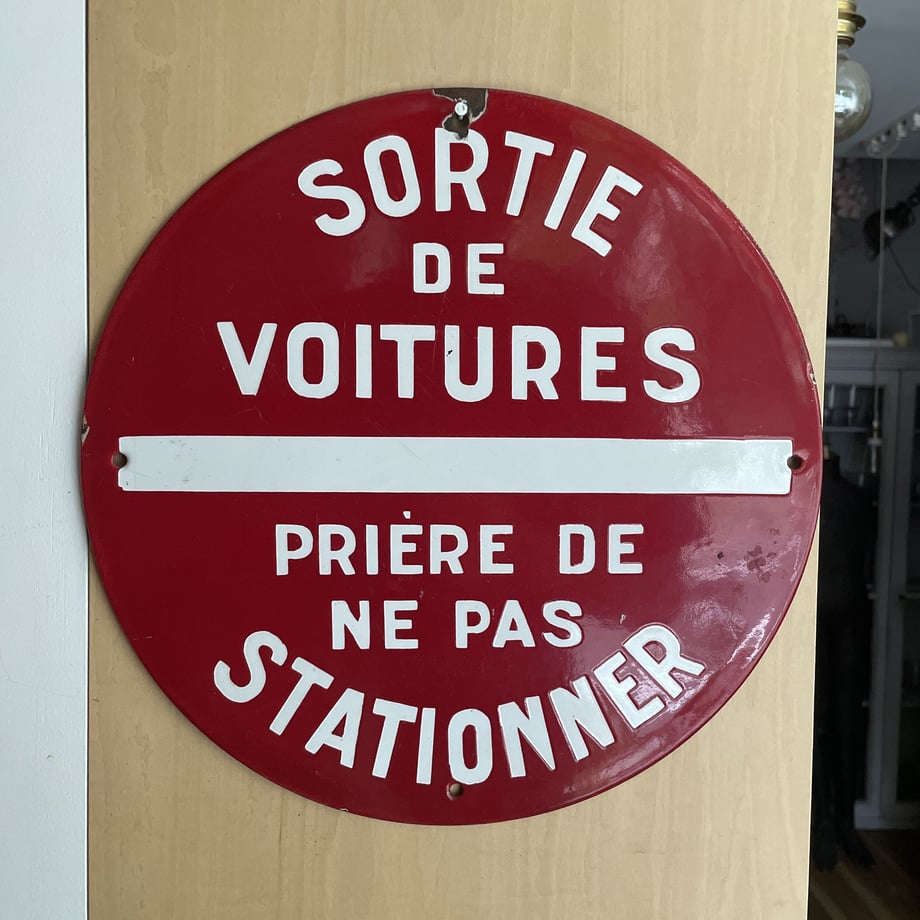 SORTIE
DE
VOITURES
PRIÈRE DE
NE PAS
STATIONNER